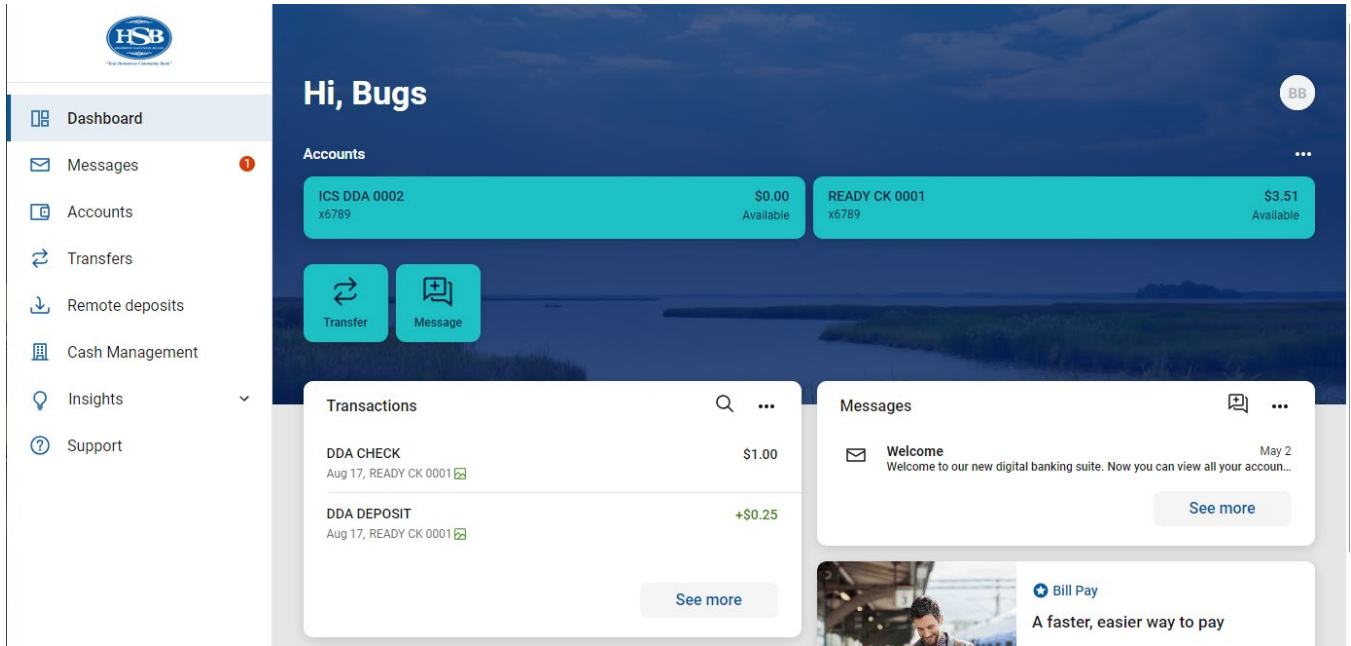 HSB
"Your Hometown Community Bank"
Dashboard
Messages 1
Accounts
Transfers
Remote deposits
Cash Management
Insights
Support
Hi, Bugs
BB
Accounts
ICS DDA 0002 $0.00
x6789 Available
READY CK 0001 $3.51
x6789 Available
Transfer
Message
Transactions
DDA CHECK $1.00
Aug 17, READY CK 0001
DDA DEPOSIT +$0.25
Aug 17, READY CK 0001
See more
Messages
Welcome May 2
Welcome to our new digital banking suite. Now you can view all your accoun...
See more
Bill Pay
A faster, easier way to pay